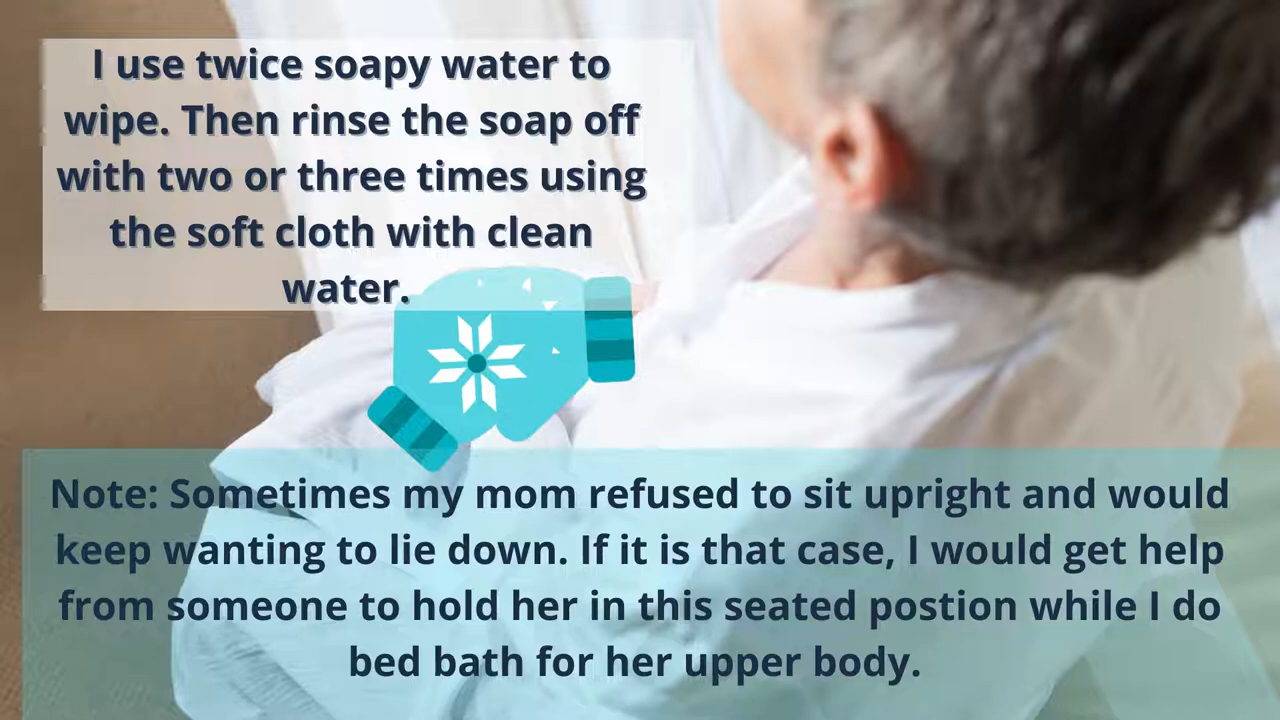 I use twice soapy water to
wipe. Then rinse the soap off
with two or three times using
the soft cloth with clean
water.
Note: Sometimes my mom refused to sit upright and would
keep wanting to lie down. If it is that case, I would get help
from someone to hold her in this seated postion while I do
bed bath for her upper body.